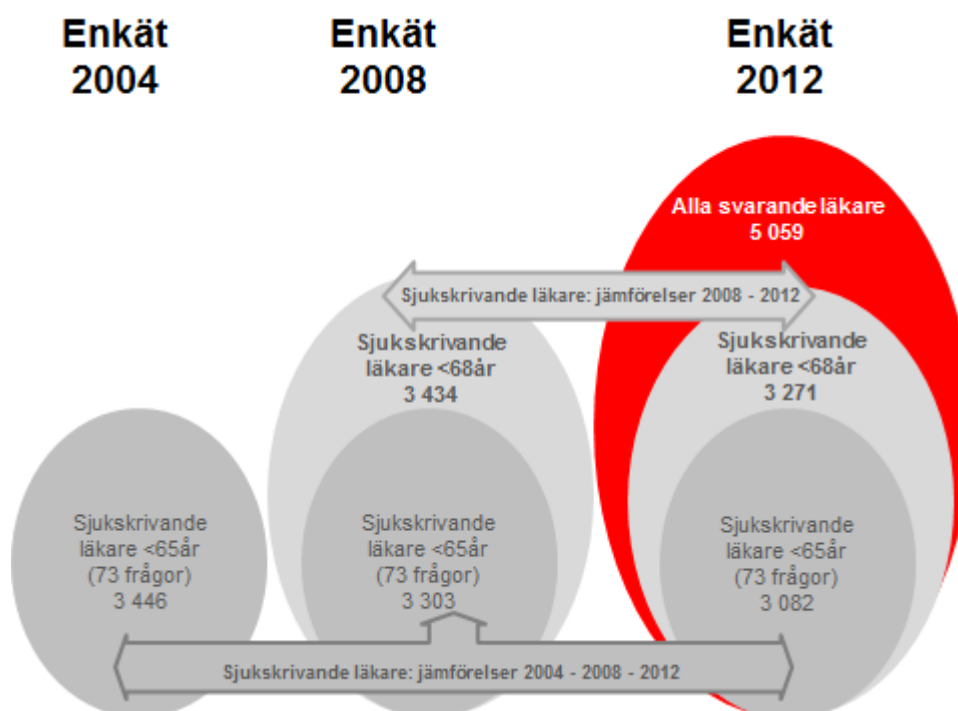 Enkät
2004
Enkät
2008
Enkät
2012
Alla svarande läkare
5 059
Sjukskrivande läkare: jämförelser 2008 - 2012
Sjukskrivande
läkare <68år
3 434
Sjukskrivande
läkare <68år
3 271
Sjukskrivande
läkare <65år
(73 frågor)
3 446
Sjukskrivande
läkare <65år
(73 frågor)
3 303
Sjukskrivande
läkare <65år
(73 frågor)
3 082
Sjukskrivande läkare: jämförelser 2004 - 2008 - 2012